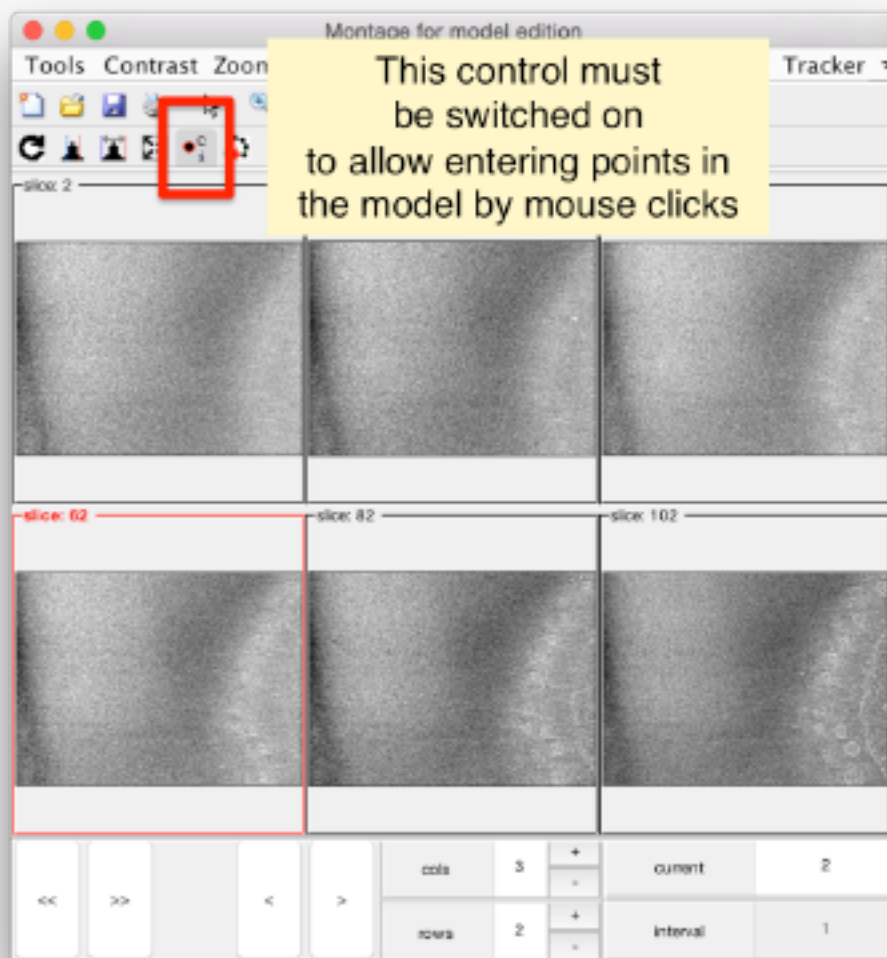 Montage for model edition
Tools Contrast Zoom Tracker
This control must
be switched on
to allow entering points in
the model by mouse clicks
slice: 2
slice: 62
slice: 82
slice: 102
<< >> < > cols 3 + - current 2
rows 2 + - interval 1